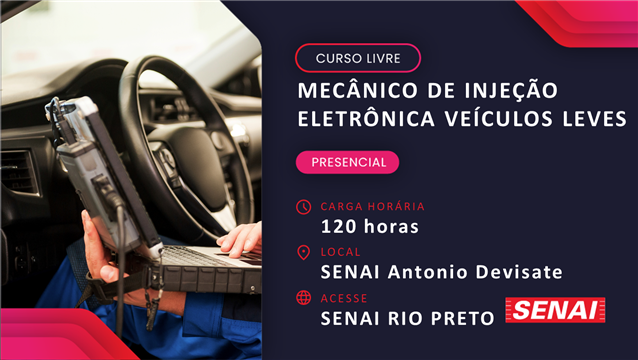 CURSO LIVRE
MECÂNICO DE INJEÇÃO
ELETRÔNICA VEÍCULOS LEVES
PRESENCIAL
CARGA HORÁRIA
120 horas
LOCAL
SENAI Antonio Devisate
ACESSE
SENAI RIO PRETO
SENAI